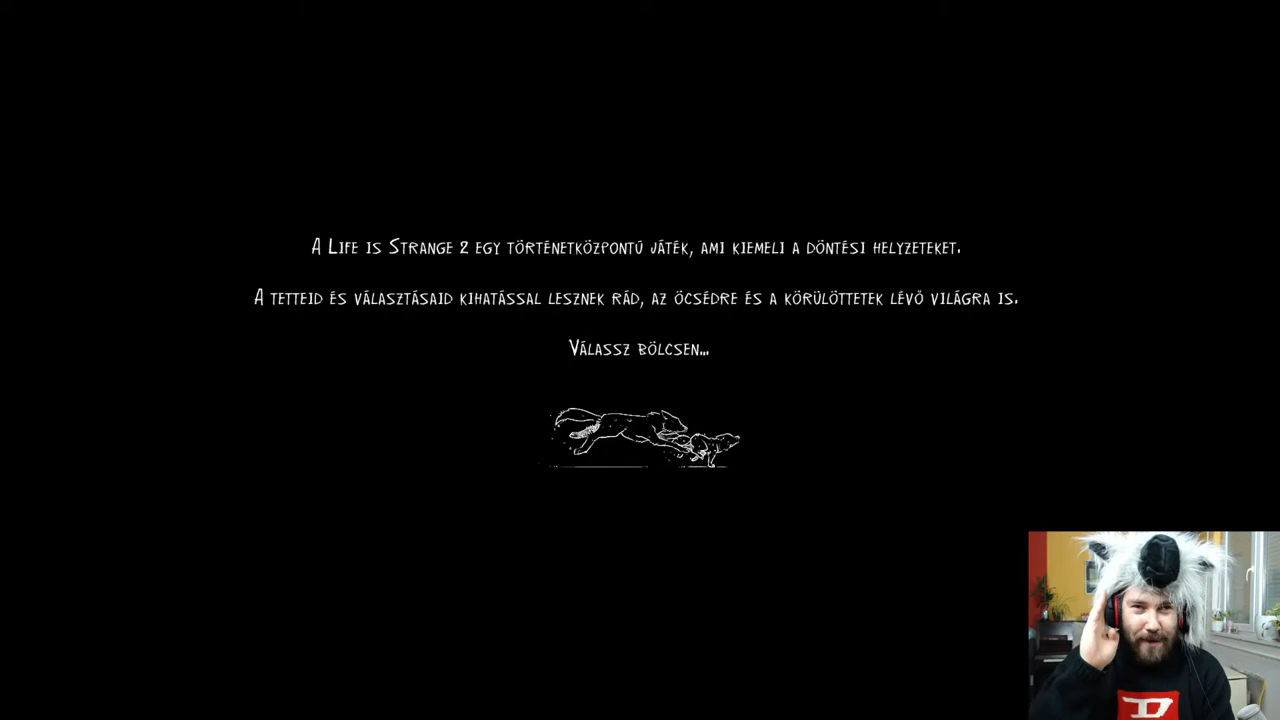 A Life is Strange 2 egy történetközpontú játék, ami kiemeli a döntési helyzeteket.
A tetteid és választásaid kihatással lesznek rád, az öcsédre és a körülöttetek lévő világra is.
Válassz bölcsen...